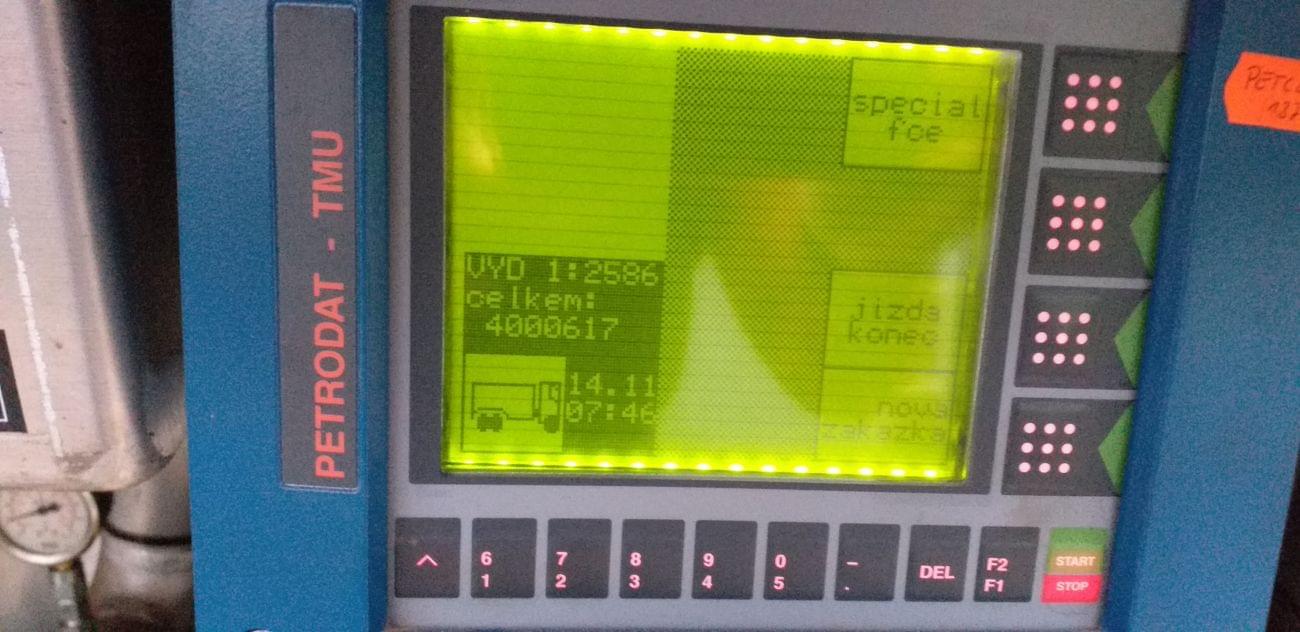 PETRODAT - TMU
special
fce
VYD 1:2586
celkem:
4000617
14.11
07:46
jizda
konec
nova
zakazka
^
6
1
7
2
8
3
9
4
0
5
-
.
DEL
F2
F1
START
STOP